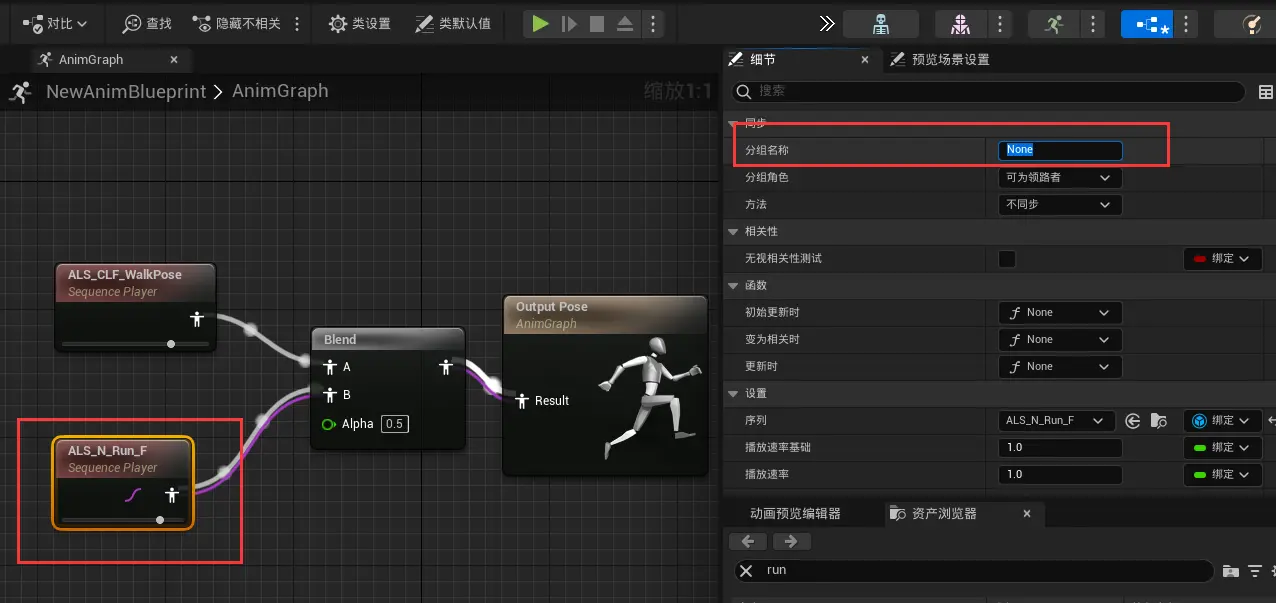 对比
查找
隐藏不相关
类设置
类默认值
AnimGraph
NewAnimBlueprint > AnimGraph
缩放1:1
ALS_CLF_WalkPose
Sequence Player
Blend
A
B
Alpha 0.5
Output Pose
AnimGraph
Result
ALS_N_Run_F
Sequence Player
细节
预览场景设置
搜索
同步
分组名称 None
分组角色 可为领路者
方法 不同步
相关性
无视相关性测试 绑定
函数
初始更新时 None
变为相关时 None
更新时 None
设置
序列 ALS_N_Run_F 绑定
播放速率基础 1.0 绑定
播放速率 1.0 绑定
动画预览编辑器
资产浏览器
run